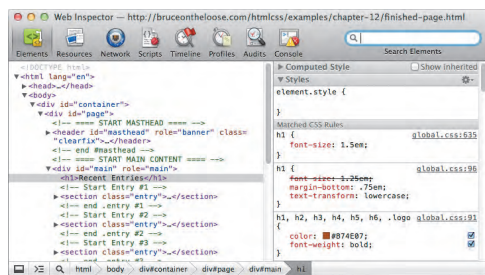 Web Inspector — http://bruceontheloose.com/htmlcss/examples/chapter-12/finished-page.html
Elements Resources Network Scripts Timeline Profiles Audits Console Search Elements
<!DOCTYPE html>
▼<html lang="en">
▶<head>…</head>
▼<body>
▼<div id="container">
▼<div id="page">
<!-- ==== START MASTHEAD ==== -->
▶<header id="masthead" role="banner" class=
"clearfix">…</header>
<!-- end #masthead -->
<!-- ==== START MAIN CONTENT ==== -->
▼<div id="main" role="main">
<h1>Recent Entries</h1>
<!-- Start Entry #1 -->
▶<section class="entry">…</section>
<!-- end .entry #1 -->
<!-- Start Entry #2 -->
▶<section class="entry">…</section>
<!-- end .entry #2 -->
<!-- Start Entry #3 -->
▶<section class="entry">…</section>
▶ Computed Style Show inherited
▼ Styles
element.style {
}
Matched CSS Rules
h1 { global.css:635
font-size: 1.5em;
}
h1 { global.css:96
font-size: 1.25em;
margin-bottom: .75em;
text-transform: lowercase;
}
h1, h2, h3, h4, h5, h6, .logo global.css:91
{
color: #B74E07;
font-weight: bold;
}
html body div#container div#page div#main h1